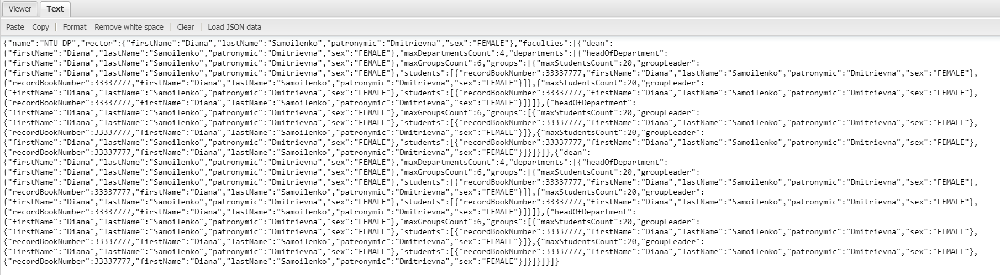 Viewer Text
Paste Copy Format Remove white space Clear Load JSON data
{"name":"NTU DP","rector":{"firstName":"Diana","lastName":"Samoilenko","patronymic":"Dmitrievna","sex":"FEMALE"},"faculties":[{"dean":
{"firstName":"Diana","lastName":"Samoilenko","patronymic":"Dmitrievna","sex":"FEMALE"},"maxDepartmentsCount":4,"departments":[{"headOfDepartment":
{"firstName":"Diana","lastName":"Samoilenko","patronymic":"Dmitrievna","sex":"FEMALE"},"maxGroupsCount":6,"groups":[{"maxStudentsCount":20,"groupLeader":
{"firstName":"Diana","lastName":"Samoilenko","patronymic":"Dmitrievna","sex":"FEMALE"},"students":[{"recordBookNumber":33337777,"firstName":"Diana","lastName":"Samoilenko","patronymic":"Dmitrievna","sex":"FEMALE"},
{"recordBookNumber":33337777,"firstName":"Diana","lastName":"Samoilenko","patronymic":"Dmitrievna","sex":"FEMALE"}]},{"maxStudentsCount":20,"groupLeader":
{"firstName":"Diana","lastName":"Samoilenko","patronymic":"Dmitrievna","sex":"FEMALE"},"students":[{"recordBookNumber":33337777,"firstName":"Diana","lastName":"Samoilenko","patronymic":"Dmitrievna","sex":"FEMALE"},
{"recordBookNumber":33337777,"firstName":"Diana","lastName":"Samoilenko","patronymic":"Dmitrievna","sex":"FEMALE"}]}]},{"headOfDepartment":
{"firstName":"Diana","lastName":"Samoilenko","patronymic":"Dmitrievna","sex":"FEMALE"},"maxGroupsCount":6,"groups":[{"maxStudentsCount":20,"groupLeader":
{"firstName":"Diana","lastName":"Samoilenko","patronymic":"Dmitrievna","sex":"FEMALE"},"students":[{"recordBookNumber":33337777,"firstName":"Diana","lastName":"Samoilenko","patronymic":"Dmitrievna","sex":"FEMALE"},
{"recordBookNumber":33337777,"firstName":"Diana","lastName":"Samoilenko","patronymic":"Dmitrievna","sex":"FEMALE"}]},{"maxStudentsCount":20,"groupLeader":
{"firstName":"Diana","lastName":"Samoilenko","patronymic":"Dmitrievna","sex":"FEMALE"},"students":[{"recordBookNumber":33337777,"firstName":"Diana","lastName":"Samoilenko","patronymic":"Dmitrievna","sex":"FEMALE"},
{"recordBookNumber":33337777,"firstName":"Diana","lastName":"Samoilenko","patronymic":"Dmitrievna","sex":"FEMALE"}]}]}]},{"dean":
{"firstName":"Diana","lastName":"Samoilenko","patronymic":"Dmitrievna","sex":"FEMALE"},"maxDepartmentsCount":4,"departments":[{"headOfDepartment":
{"firstName":"Diana","lastName":"Samoilenko","patronymic":"Dmitrievna","sex":"FEMALE"},"maxGroupsCount":6,"groups":[{"maxStudentsCount":20,"groupLeader":
{"firstName":"Diana","lastName":"Samoilenko","patronymic":"Dmitrievna","sex":"FEMALE"},"students":[{"recordBookNumber":33337777,"firstName":"Diana","lastName":"Samoilenko","patronymic":"Dmitrievna","sex":"FEMALE"},
{"recordBookNumber":33337777,"firstName":"Diana","lastName":"Samoilenko","patronymic":"Dmitrievna","sex":"FEMALE"}]},{"maxStudentsCount":20,"groupLeader":
{"firstName":"Diana","lastName":"Samoilenko","patronymic":"Dmitrievna","sex":"FEMALE"},"students":[{"recordBookNumber":33337777,"firstName":"Diana","lastName":"Samoilenko","patronymic":"Dmitrievna","sex":"FEMALE"},
{"recordBookNumber":33337777,"firstName":"Diana","lastName":"Samoilenko","patronymic":"Dmitrievna","sex":"FEMALE"}]}]},{"headOfDepartment":
{"firstName":"Diana","lastName":"Samoilenko","patronymic":"Dmitrievna","sex":"FEMALE"},"maxGroupsCount":6,"groups":[{"maxStudentsCount":20,"groupLeader":
{"firstName":"Diana","lastName":"Samoilenko","patronymic":"Dmitrievna","sex":"FEMALE"},"students":[{"recordBookNumber":33337777,"firstName":"Diana","lastName":"Samoilenko","patronymic":"Dmitrievna","sex":"FEMALE"},
{"recordBookNumber":33337777,"firstName":"Diana","lastName":"Samoilenko","patronymic":"Dmitrievna","sex":"FEMALE"}]},{"maxStudentsCount":20,"groupLeader":
{"firstName":"Diana","lastName":"Samoilenko","patronymic":"Dmitrievna","sex":"FEMALE"},"students":[{"recordBookNumber":33337777,"firstName":"Diana","lastName":"Samoilenko","patronymic":"Dmitrievna","sex":"FEMALE"},
{"recordBookNumber":33337777,"firstName":"Diana","lastName":"Samoilenko","patronymic":"Dmitrievna","sex":"FEMALE"}]}]}]}]}